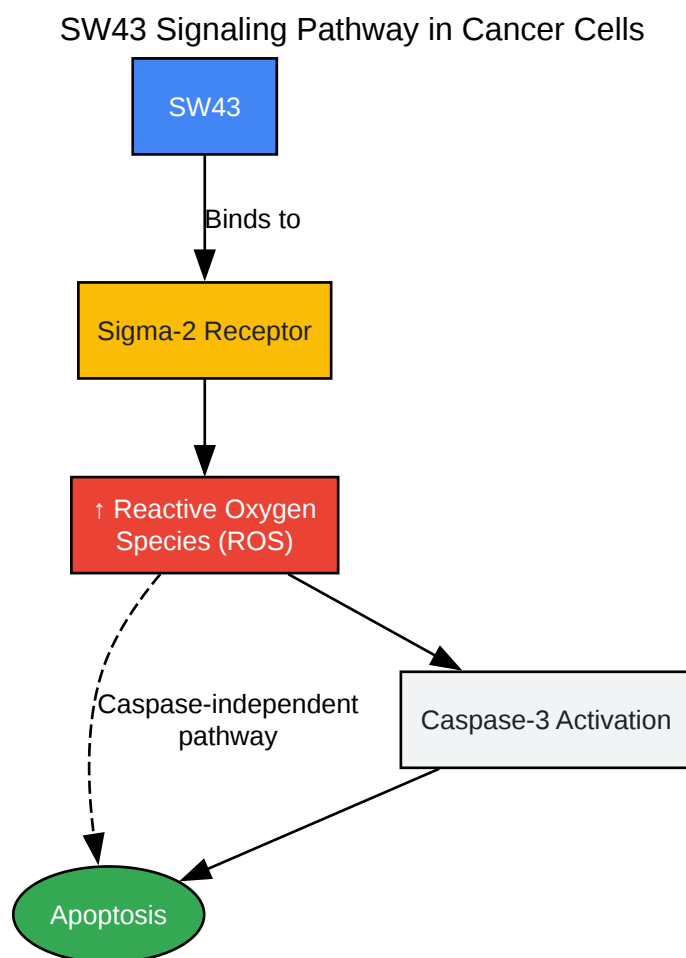 SW43 Signaling Pathway in Cancer Cells
SW43
Binds to
Sigma-2 Receptor
↑ Reactive Oxygen
Species (ROS)
Caspase-independent
pathway
Caspase-3 Activation
Apoptosis